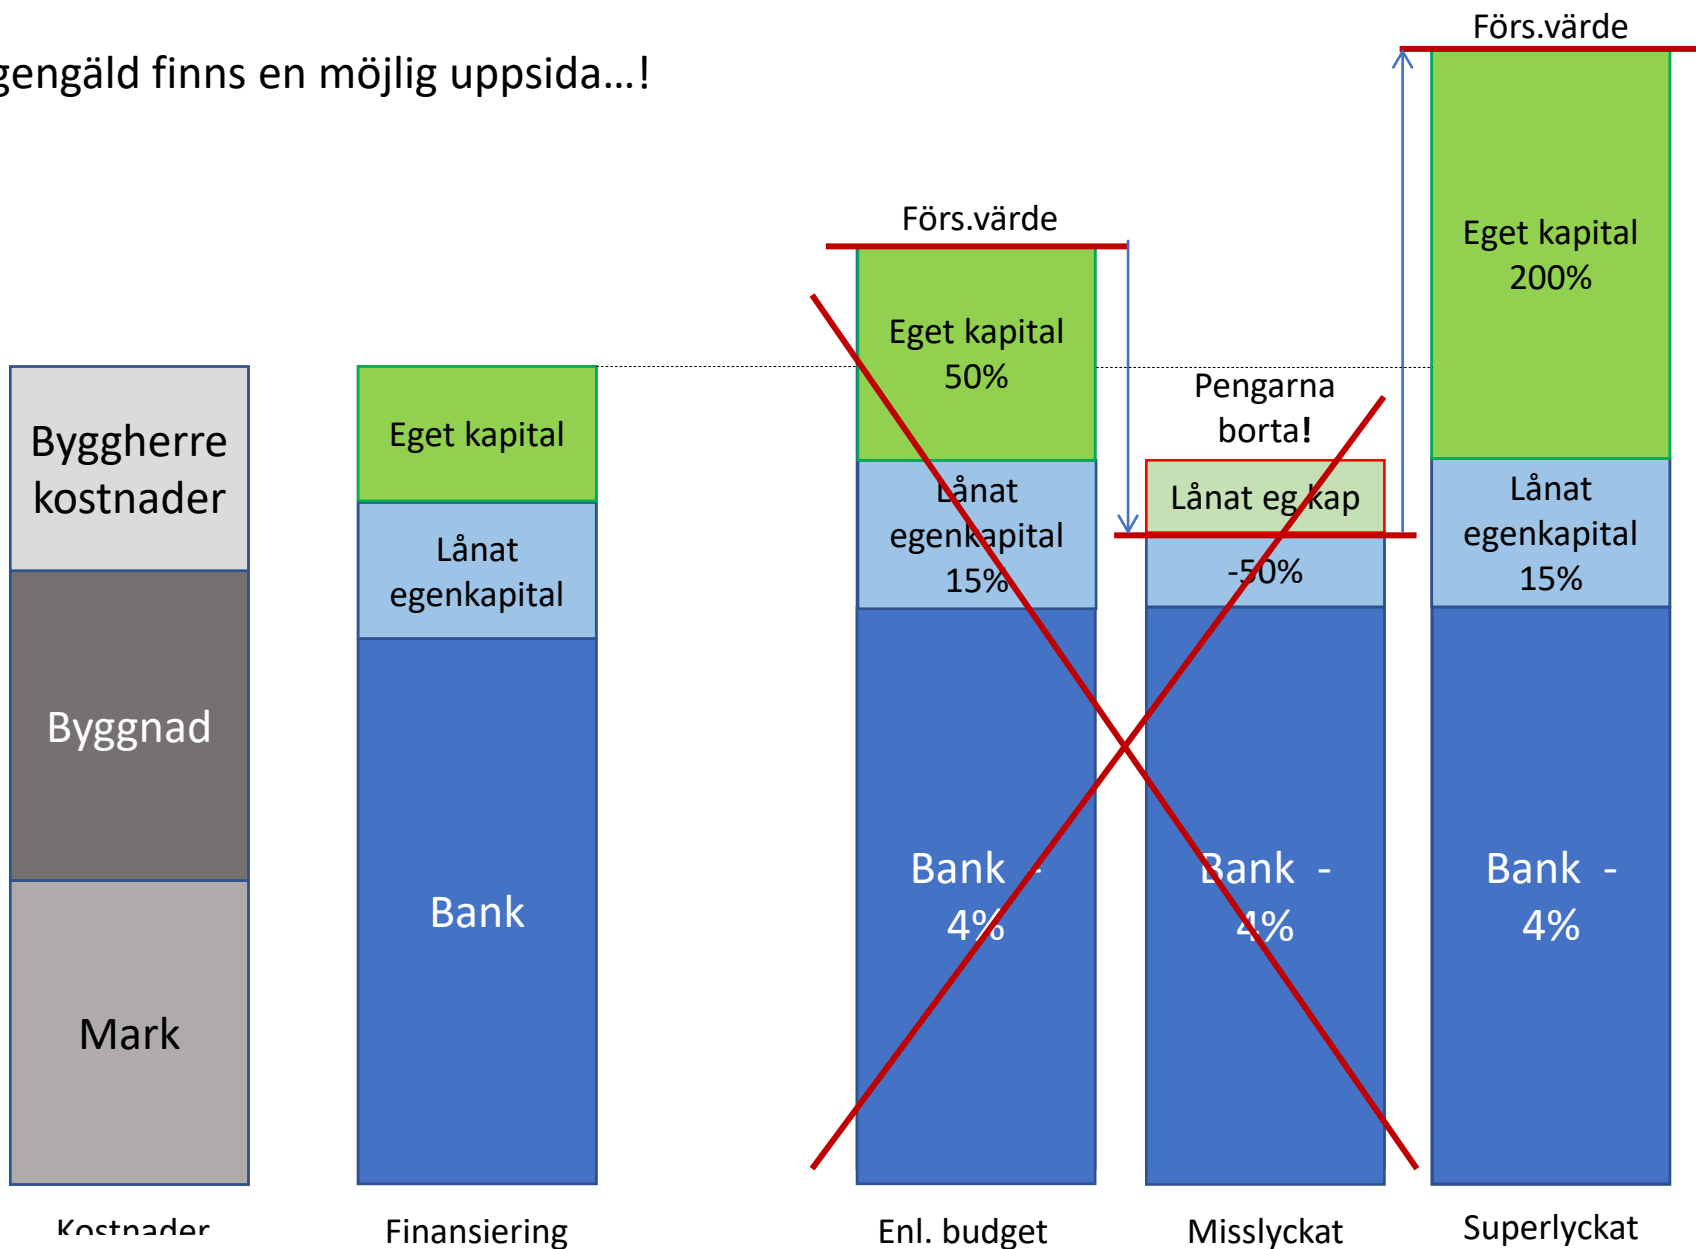 gengäld finns en möjlig uppsida...!
Byggherre
kostnader
Byggnad
Mark
Kostnader
Eget kapital
Lånat
egenkapital
Bank
Finansiering
Förs.värde
Eget kapital
50%
Lånat
egenkapital
15%
Bank -
4%
Enl. budget
Pengarna
borta!
Lånat eg kap
-50%
Bank -
4%
Misslyckat
Förs.värde
Eget kapital
200%
Lånat
egenkapital
15%
Bank -
4%
Superlyckat